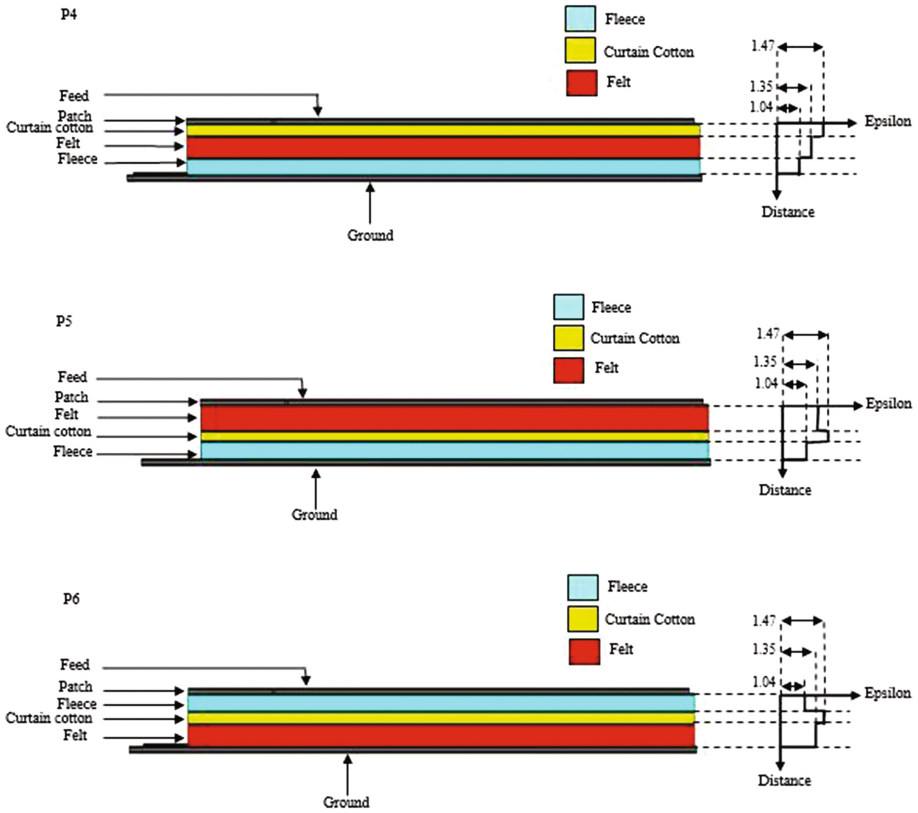 P4
Fleece
Curtain Cotton
Felt
1.47
1.35
1.04
Epsilon
Distance
Feed
Patch
Curtain cotton
Felt
Fleece
Ground
P5
Fleece
Curtain Cotton
Felt
1.47
1.35
1.04
Epsilon
Distance
Feed
Patch
Felt
Curtain cotton
Fleece
Ground
P6
Fleece
Curtain Cotton
Felt
1.47
1.35
1.04
Epsilon
Distance
Feed
Patch
Fleece
Curtain cotton
Felt
Ground